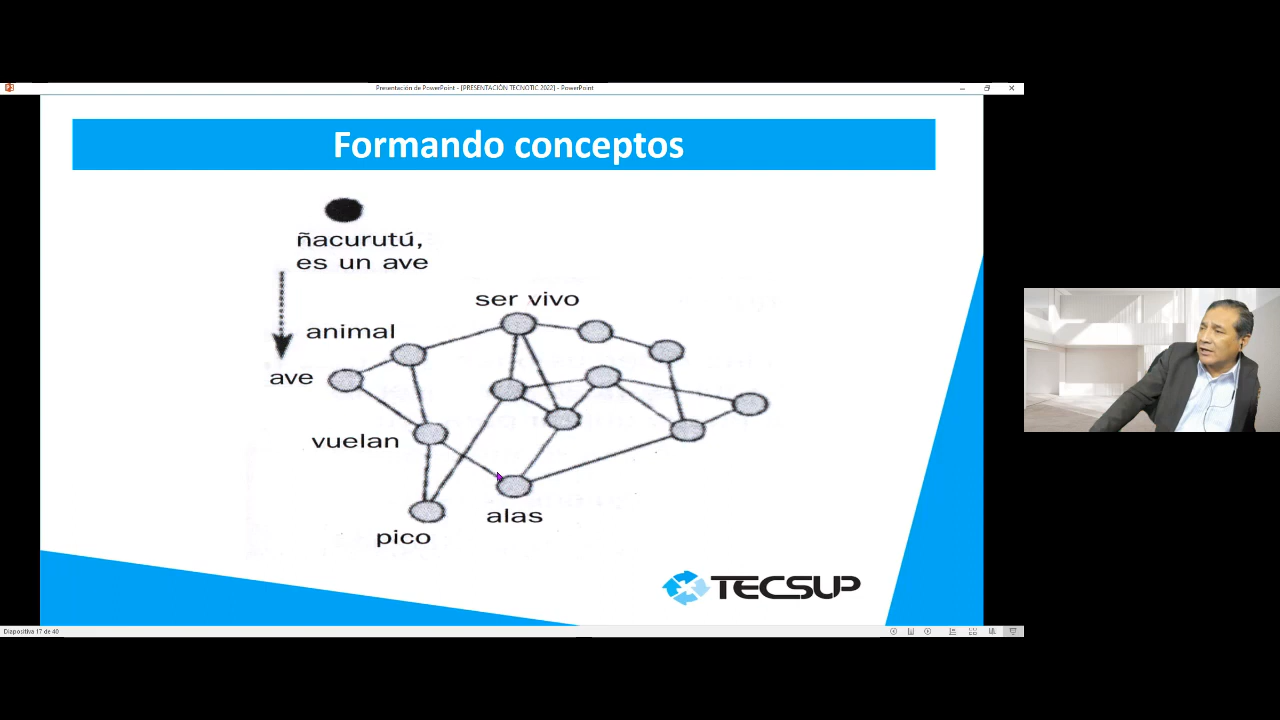 Presentación de PowerPoint - [PRESENTACIÓN TECNOTIC 2022] - PowerPoint
Formando conceptos
ñacurutú,
es un ave
ser vivo
animal
ave
vuelan
alas
pico
TECSUP
Diapositiva 17 de 40